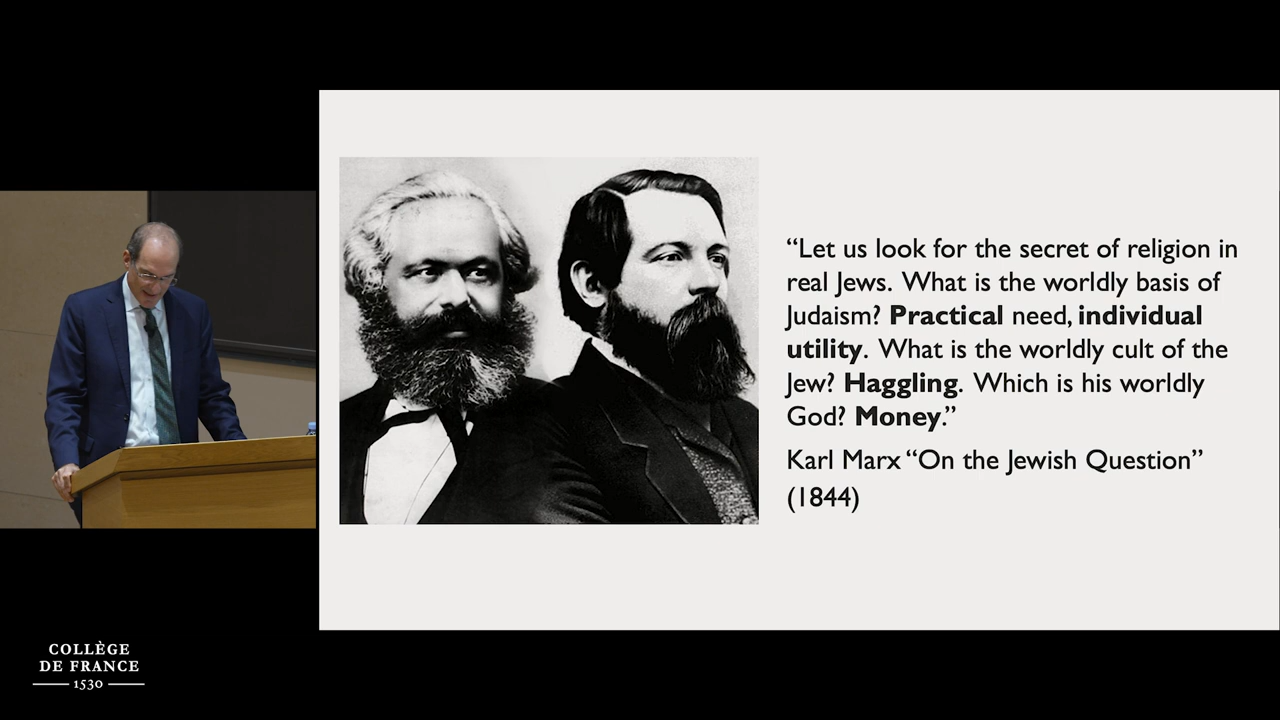 “Let us look for the secret of religion in
real Jews. What is the worldly basis of
Judaism? Practical need, individual
utility. What is the worldly cult of the
Jew? Haggling. Which is his worldly
God? Money.”
Karl Marx “On the Jewish Question”
(1844)
COLLÈGE
DE FRANCE
1530